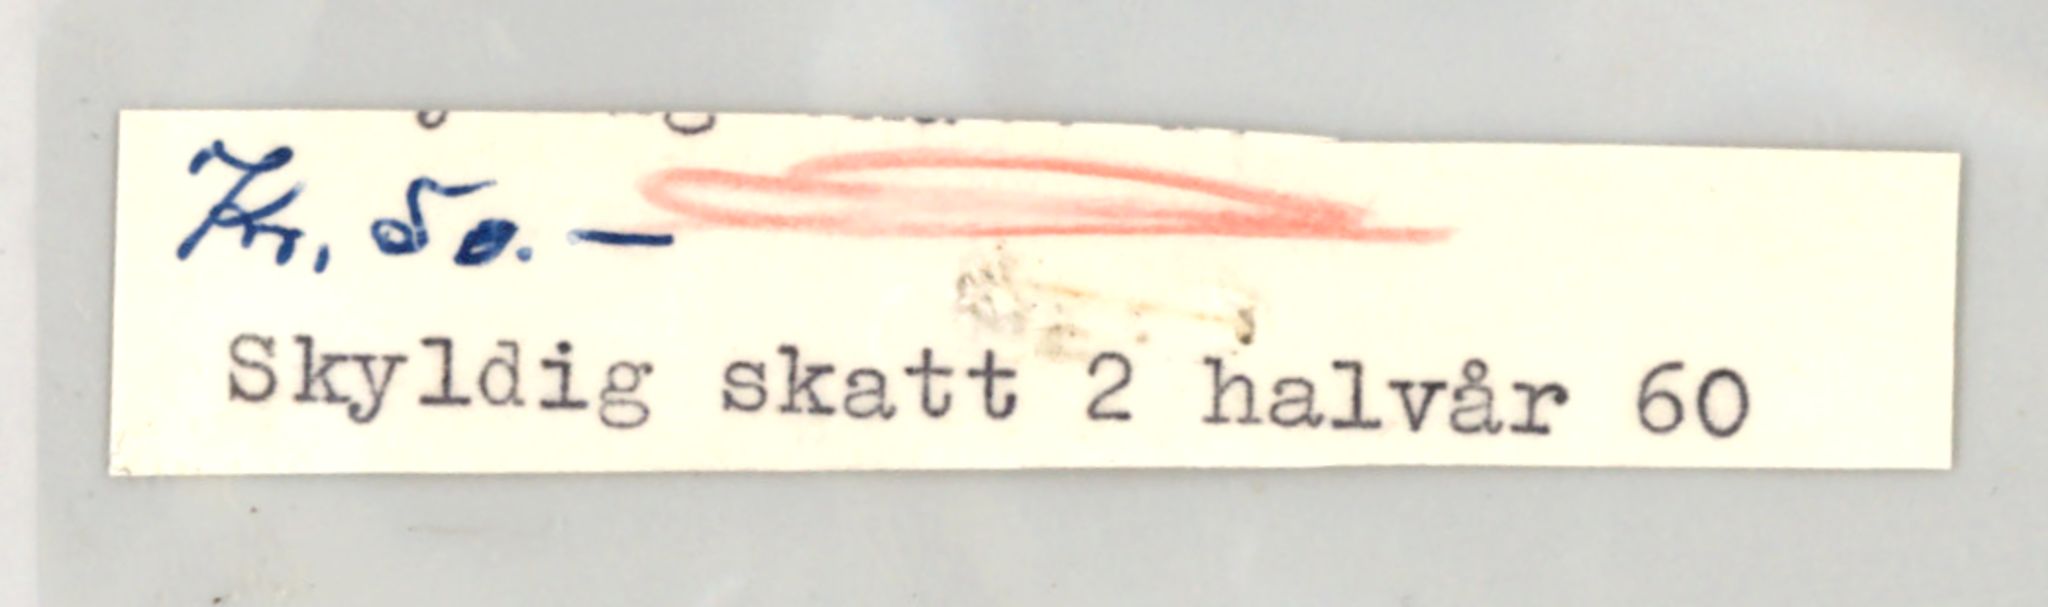 Kr. 50.—
Skyldig skatt 2 halvår 60